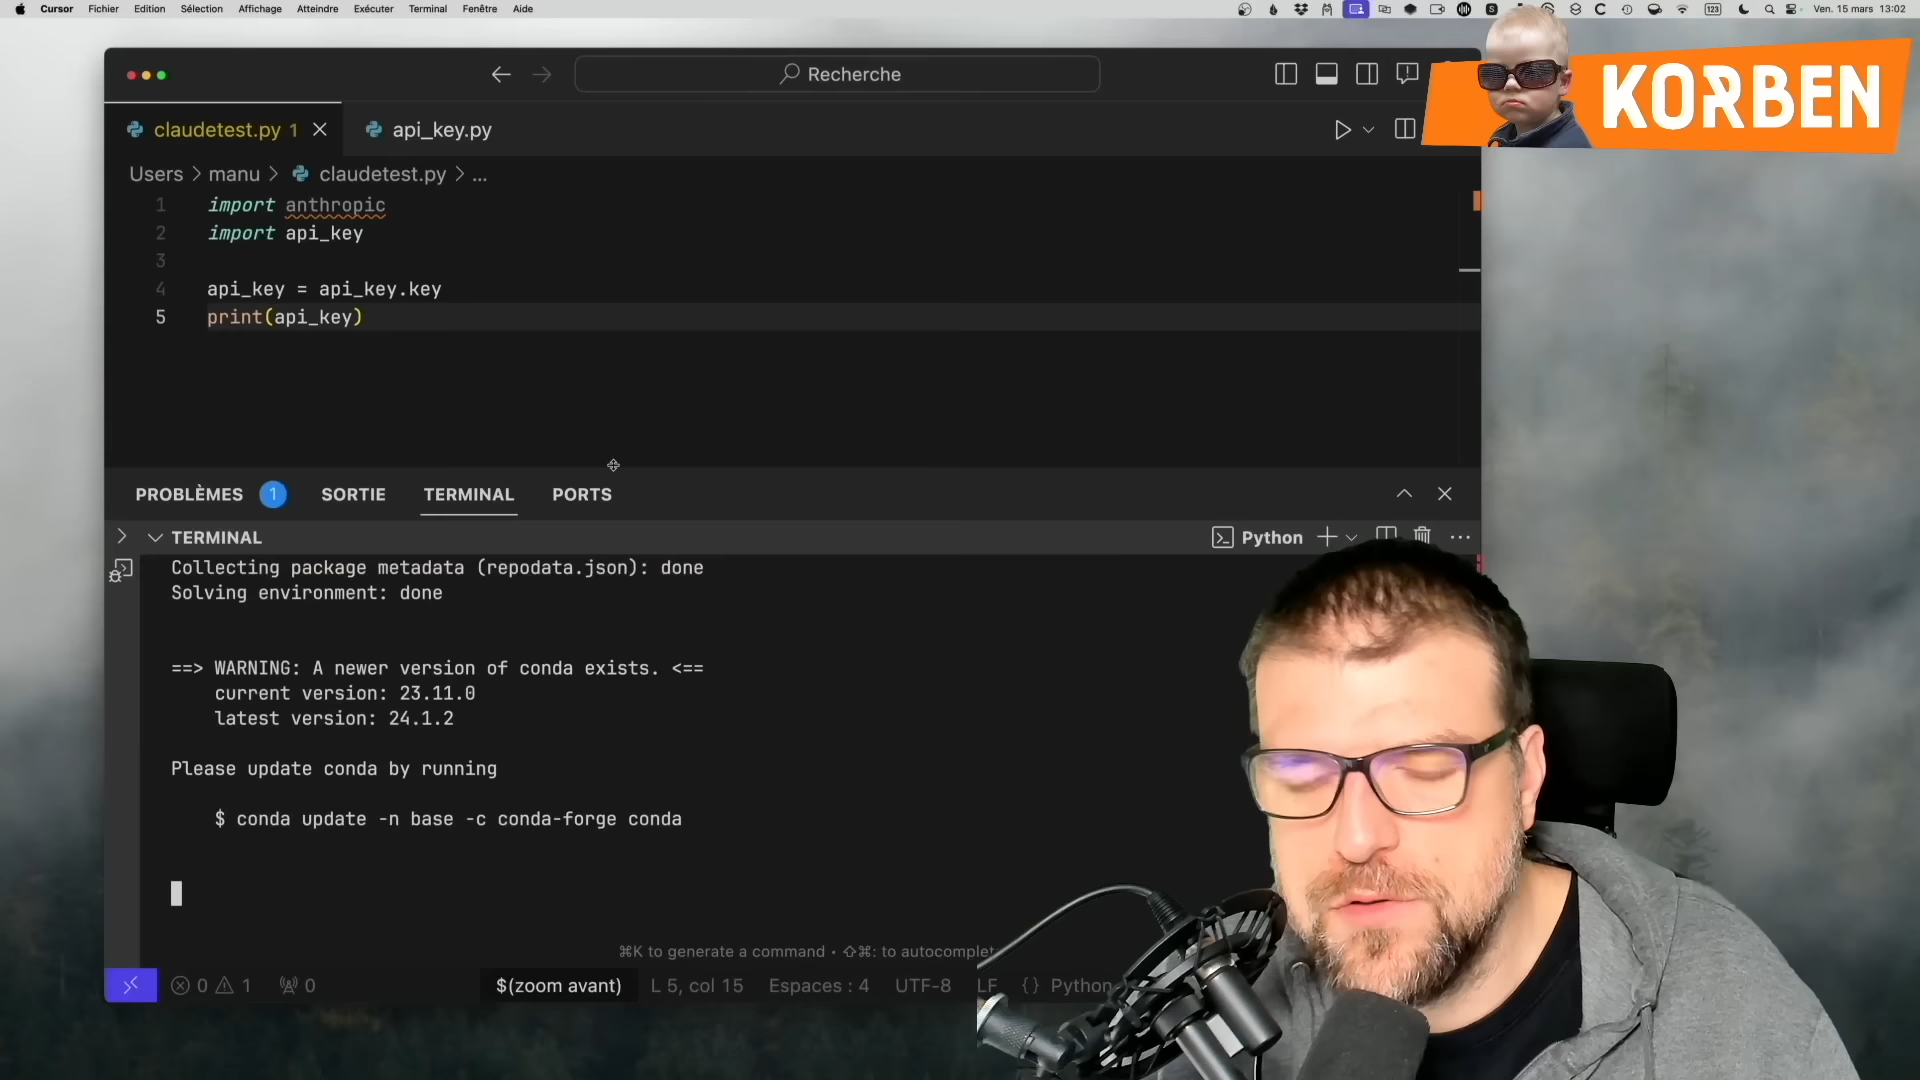 Cursor Fichier Edition Sélection Affichage Atteindre Exécuter Terminal Fenêtre Aide
123 Ven. 15 mars 13:02
Recherche
KORBEN
claudetest.py 1
api_key.py
Users > manu > claudetest.py > ...
1 import anthropic
2 import api_key
3
4 api_key = api_key.key
5 print(api_key)
PROBLÈMES 1 SORTIE TERMINAL PORTS
TERMINAL
Python
Collecting package metadata (repodata.json): done
Solving environment: done
==> WARNING: A newer version of conda exists. <==
current version: 23.11.0
latest version: 24.1.2
Please update conda by running
$ conda update -n base -c conda-forge conda
⌘K to generate a command • ⇧⌘: to autocomplet
0 1 0 $(zoom avant) L 5, col 15 Espaces : 4 UTF-8 LF {} Python